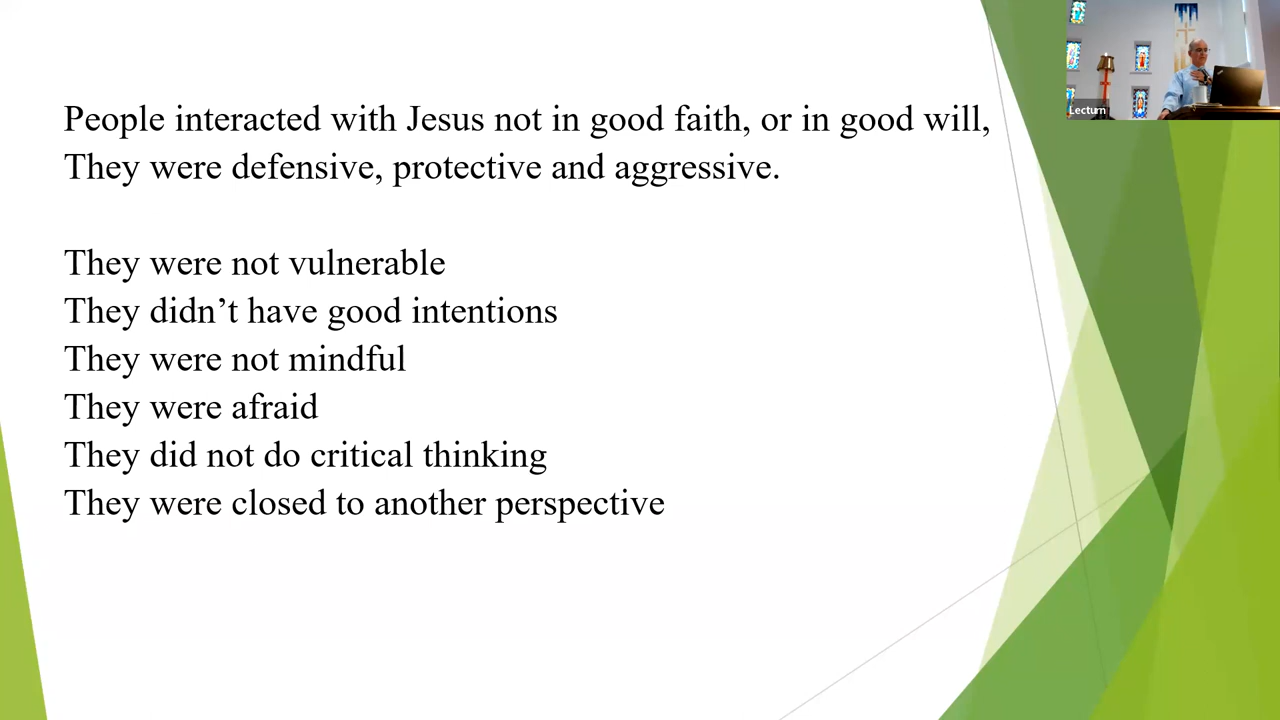 People interacted with Jesus not in good faith, or in good will,
They were defensive, protective and aggressive.
They were not vulnerable
They didn’t have good intentions
They were not mindful
They were afraid
They did not do critical thinking
They were closed to another perspective
Lecturn